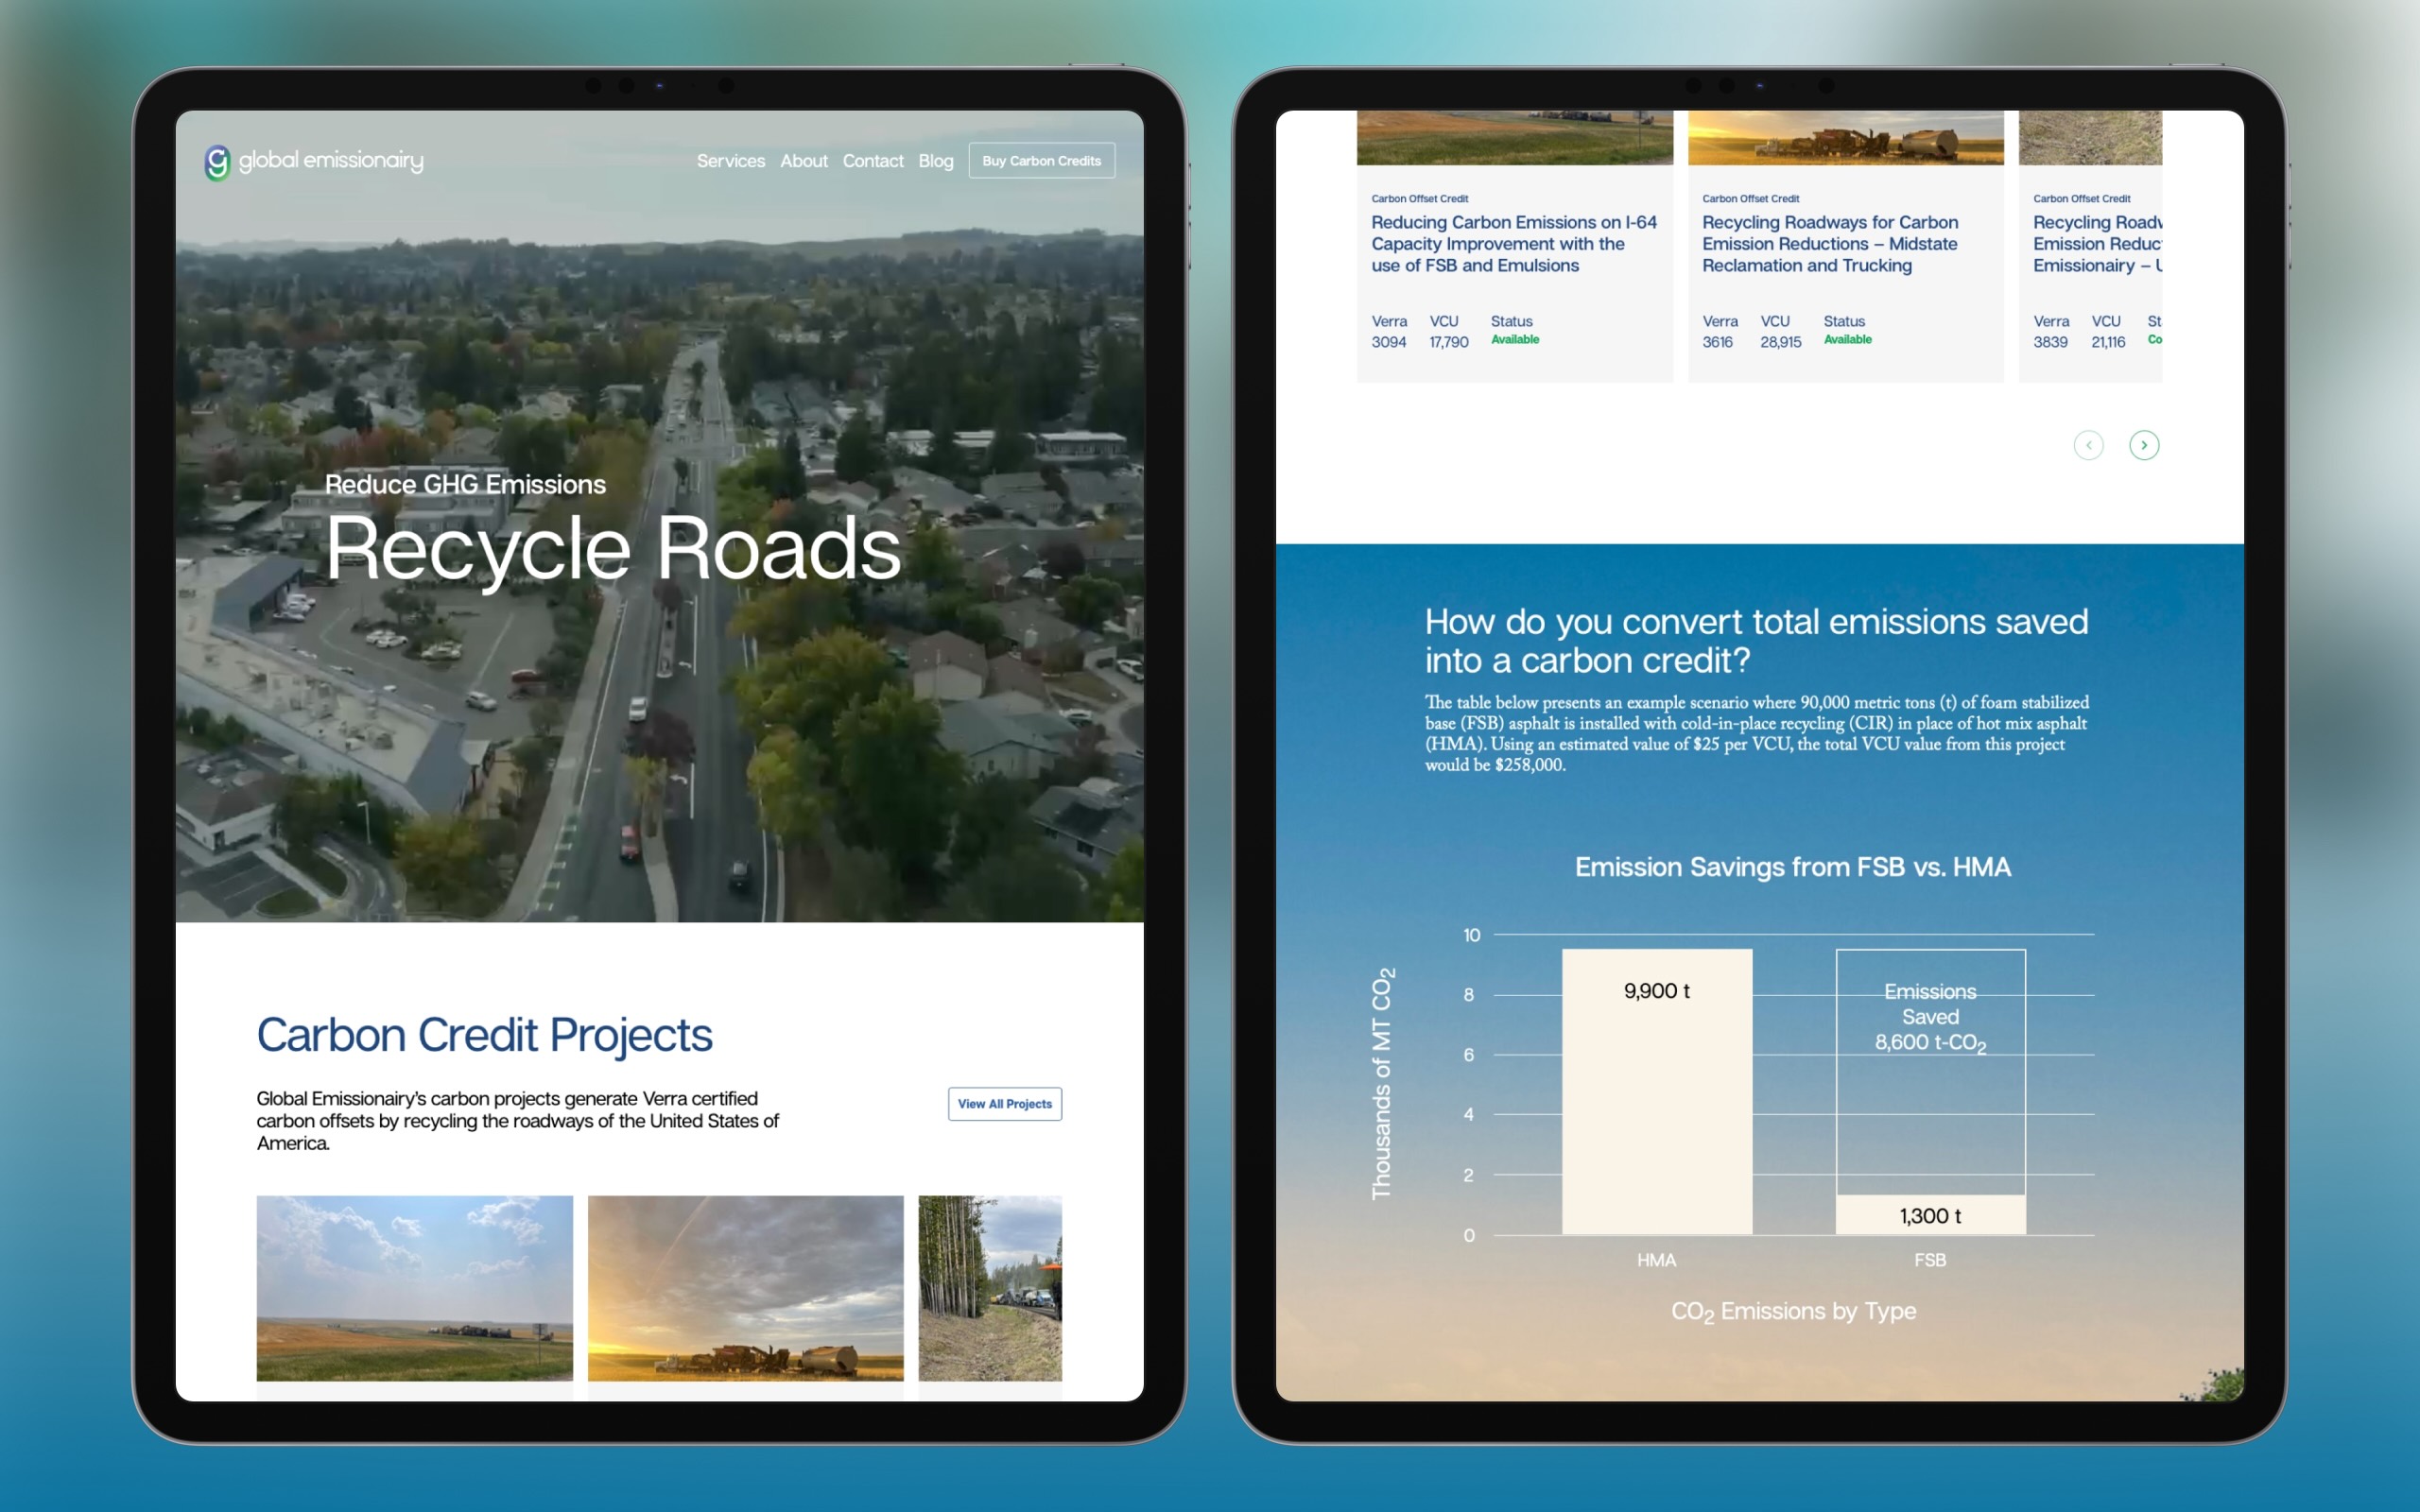 global emissionairy
Services About Contact Blog Buy Carbon Credits
Reduce GHG Emissions
Recycle Roads
Carbon Credit Projects
Global Emissionairy's carbon projects generate Verra certified
carbon offsets by recycling the roadways of the United States of
America.
View All Projects
Carbon Offset Credit
Reducing Carbon Emissions on I-64
Capacity Improvement with the
use of FSB and Emulsions
Verra VCU Status
3094 17,790 Available
Carbon Offset Credit
Recycling Roadways for Carbon
Emission Reductions – Midstate
Reclamation and Trucking
Verra VCU Status
3616 28,915 Available
Carbon Offset Credit
Recycling Roadw
Emission Reduc
Emissionairy – U
Verra VCU St
3839 21,116 Co
How do you convert total emissions saved
into a carbon credit?
The table below presents an example scenario where 90,000 metric tons (t) of foam stabilized
base (FSB) asphalt is installed with cold-in-place recycling (CIR) in place of hot mix asphalt
(HMA). Using an estimated value of $25 per VCU, the total VCU value from this project
would be $258,000.
Emission Savings from FSB vs. HMA
Thousands of MT CO₂
10
8
6
4
2
0
9,900 t
Emissions
Saved
8,600 t-CO₂
1,300 t
HMA
FSB
CO₂ Emissions by Type